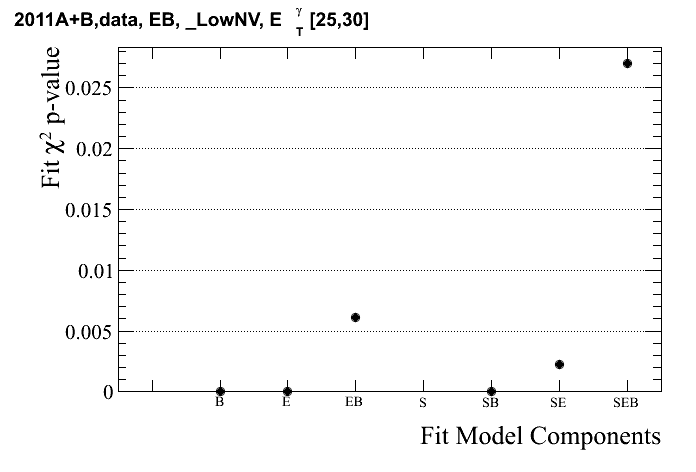 2011A+B,data, EB, _LowNV, E γ T [25,30]
Fit χ² p-value
0.025
0.02
0.015
0.01
0.005
0
B E EB S SB SE SEB
Fit Model Components